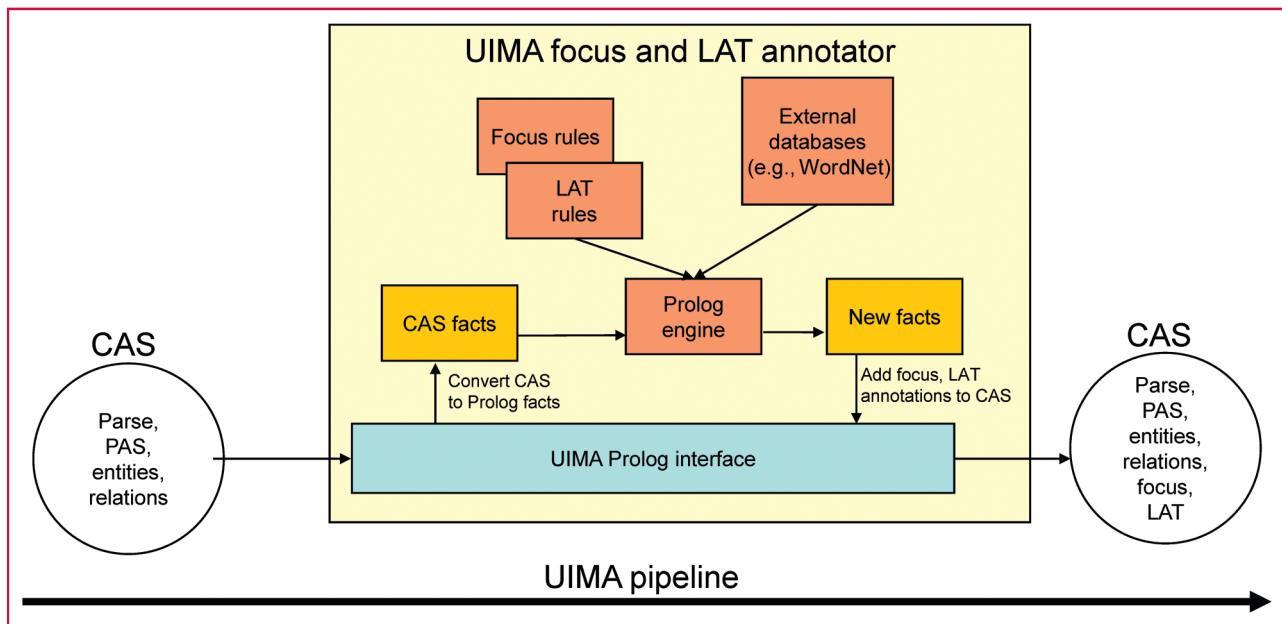 UIMA focus and LAT annotator
Focus rules
LAT
rules
External
databases
(e.g., WordNet)
CAS facts
Prolog
engine
New facts
Convert CAS
to Prolog facts
Add focus, LAT
annotations to CAS
UIMA Prolog interface
CAS
Parse,
PAS,
entities,
relations
CAS
Parse,
PAS,
entities,
relations,
focus,
LAT
UIMA pipeline